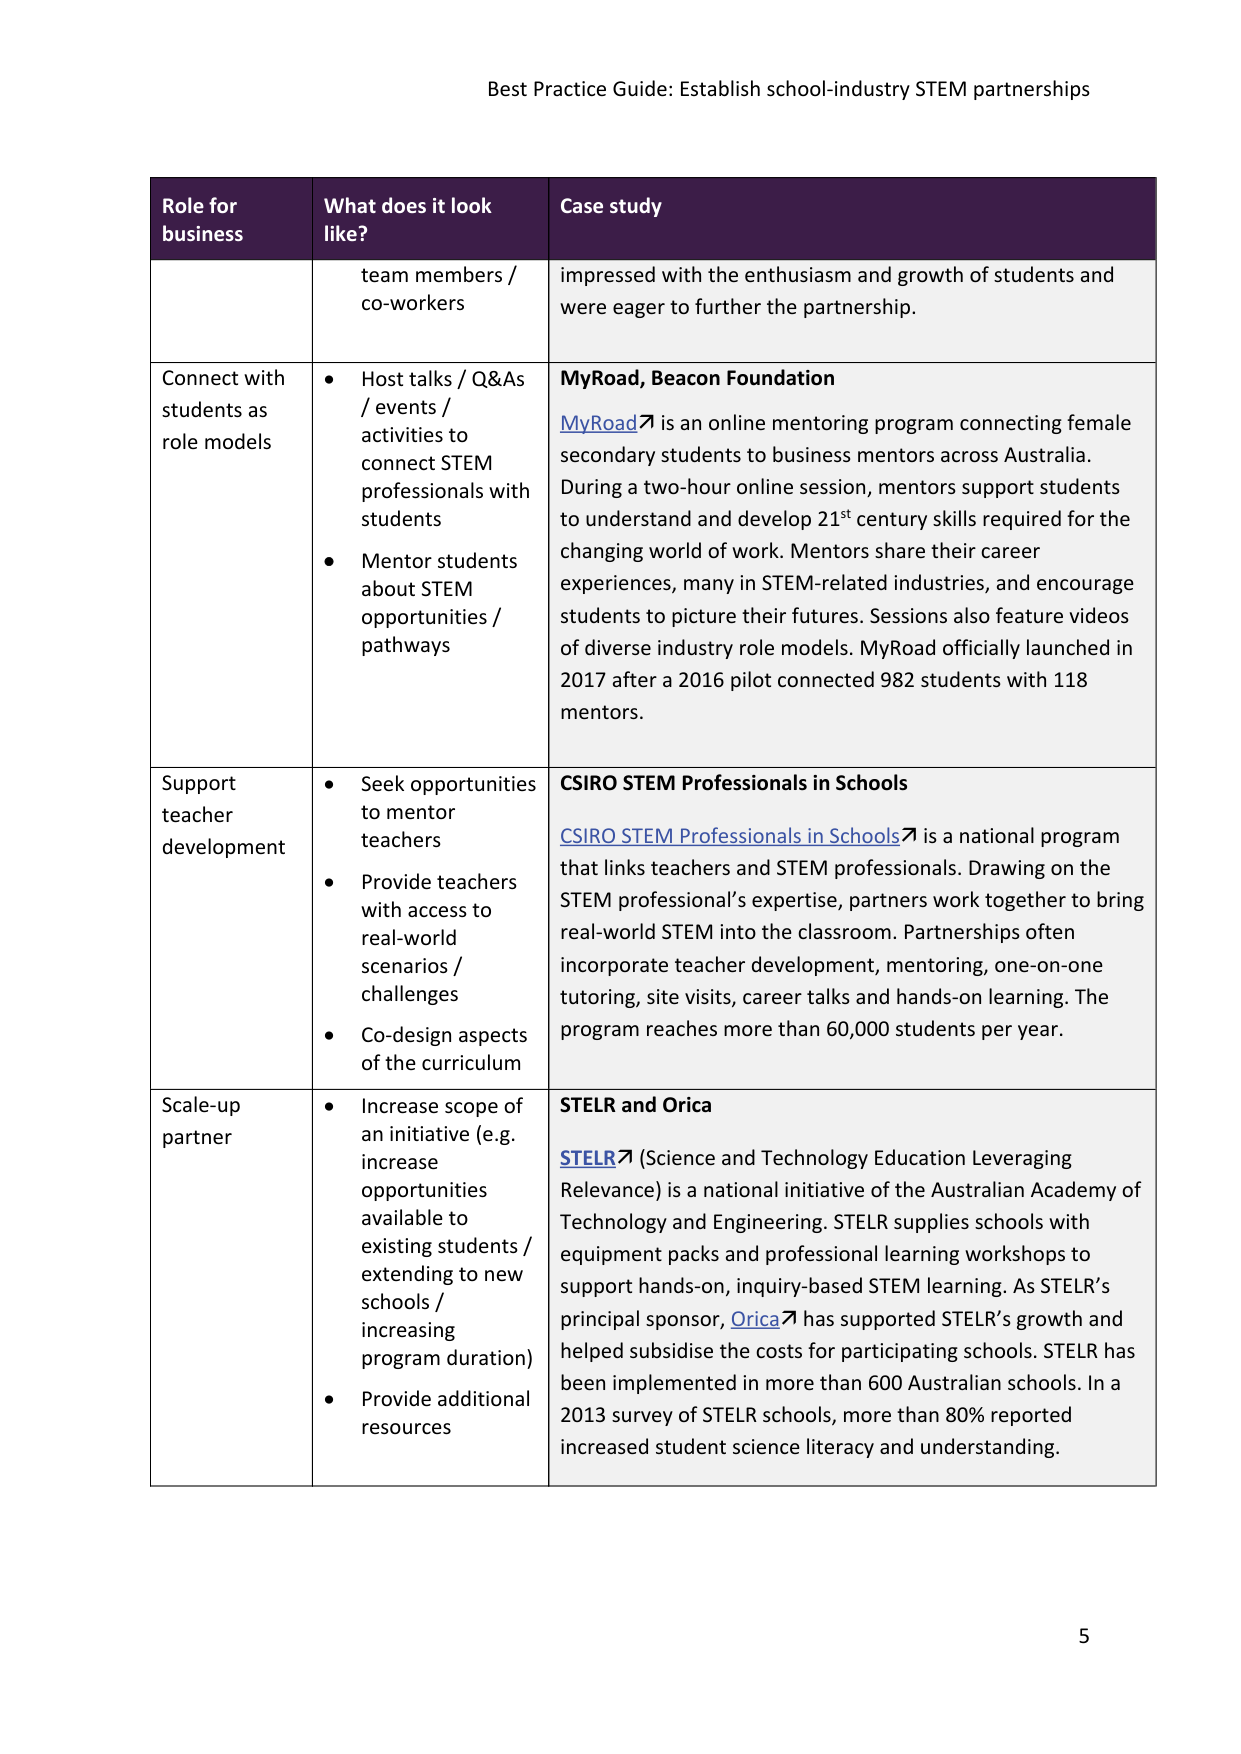 Best Practice Guide: Establish school-industry STEM partnerships
Role for
business
What does it look
like?
Case study
team members /
co-workers
impressed with the enthusiasm and growth of students and
were eager to further the partnership.
Connect with
students as
role models
• Host talks / Q&As
/ events /
activities to
connect STEM
professionals with
students
• Mentor students
about STEM
opportunities /
pathways
MyRoad, Beacon Foundation
MyRoad is an online mentoring program connecting female
secondary students to business mentors across Australia.
During a two-hour online session, mentors support students
to understand and develop 21st century skills required for the
changing world of work. Mentors share their career
experiences, many in STEM-related industries, and encourage
students to picture their futures. Sessions also feature videos
of diverse industry role models. MyRoad officially launched in
2017 after a 2016 pilot connected 982 students with 118
mentors.
Support
teacher
development
• Seek opportunities
to mentor
teachers
• Provide teachers
with access to
real-world
scenarios /
challenges
• Co-design aspects
of the curriculum
CSIRO STEM Professionals in Schools
CSIRO STEM Professionals in Schools is a national program
that links teachers and STEM professionals. Drawing on the
STEM professional’s expertise, partners work together to bring
real-world STEM into the classroom. Partnerships often
incorporate teacher development, mentoring, one-on-one
tutoring, site visits, career talks and hands-on learning. The
program reaches more than 60,000 students per year.
Scale-up
partner
• Increase scope of
an initiative (e.g.
increase
opportunities
available to
existing students /
extending to new
schools /
increasing
program duration)
• Provide additional
resources
STELR and Orica
STELR (Science and Technology Education Leveraging
Relevance) is a national initiative of the Australian Academy of
Technology and Engineering. STELR supplies schools with
equipment packs and professional learning workshops to
support hands-on, inquiry-based STEM learning. As STELR’s
principal sponsor, Orica has supported STELR’s growth and
helped subsidise the costs for participating schools. STELR has
been implemented in more than 600 Australian schools. In a
2013 survey of STELR schools, more than 80% reported
increased student science literacy and understanding.
5